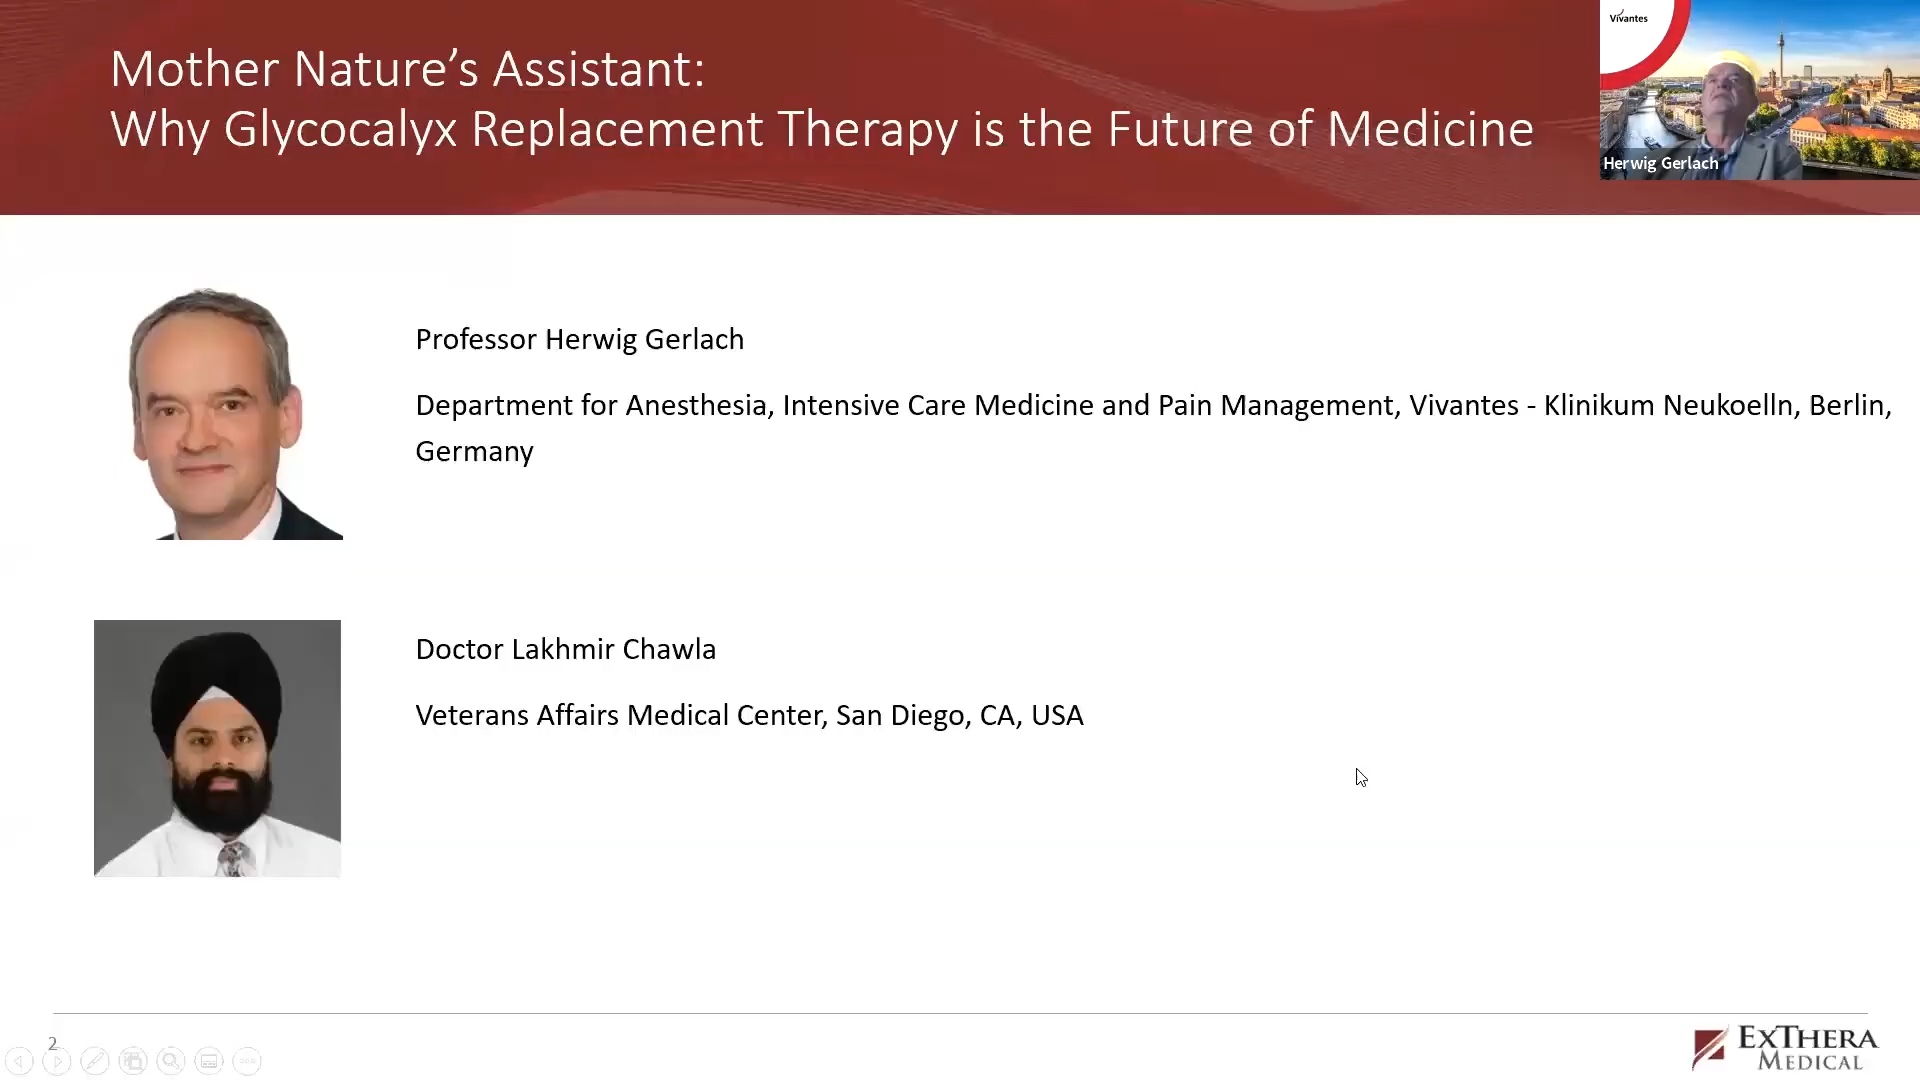 Mother Nature’s Assistant:
Why Glycocalyx Replacement Therapy is the Future of Medicine
Vivantes
Herwig Gerlach
Professor Herwig Gerlach
Department for Anesthesia, Intensive Care Medicine and Pain Management, Vivantes - Klinikum Neukoelln, Berlin,
Germany
Doctor Lakhmir Chawla
Veterans Affairs Medical Center, San Diego, CA, USA
2
EXTHERA
MEDICAL